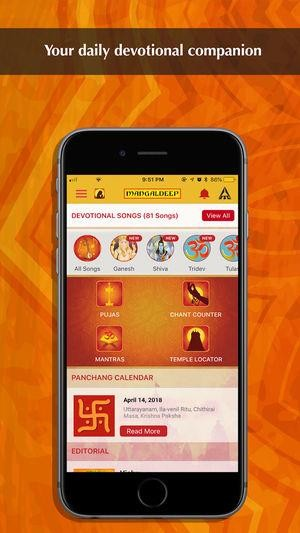 Your daily devotional companion
9:51 PM
86%
MANGALDEEP
DEVOTIONAL SONGS (81 Songs)
View All
NEW
NEW
NEW
All Songs
Ganesh
Shiva
Tridev
Tulas
PUJAS
CHANT COUNTER
MANTRAS
TEMPLE LOCATOR
PANCHANG CALENDAR
April 14, 2018
Uttarayanam, Ila-venil Ritu, Chithirai
Masa, Krishna Paksha
Read More
EDITORIAL